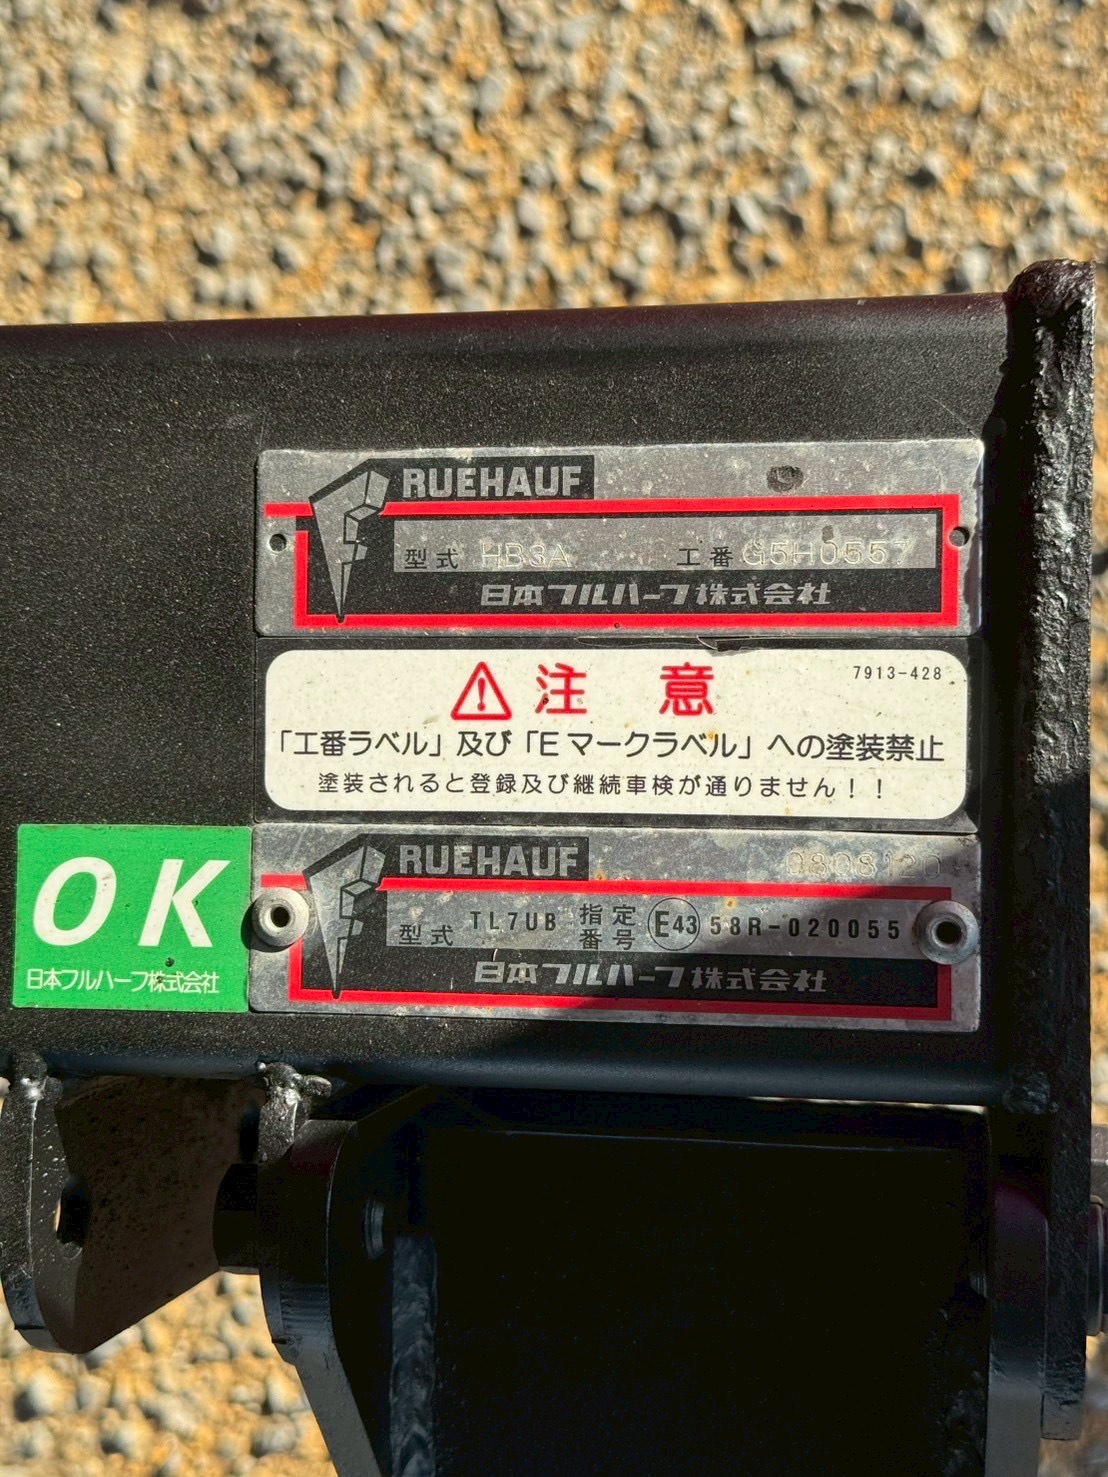 RUEHAUF
型式 HB3A 工番 G5H0557
日本フルハーフ株式会社
注意 7913-428
「工番ラベル」及び「Eマークラベル」への塗装禁止
塗装されると登録及び継続車検が通りません！！
OK
日本フルハーフ株式会社
RUEHAUF 0808120
型式 TL7UB 指定番号 E43 58R-020055
日本フルハーフ株式会社